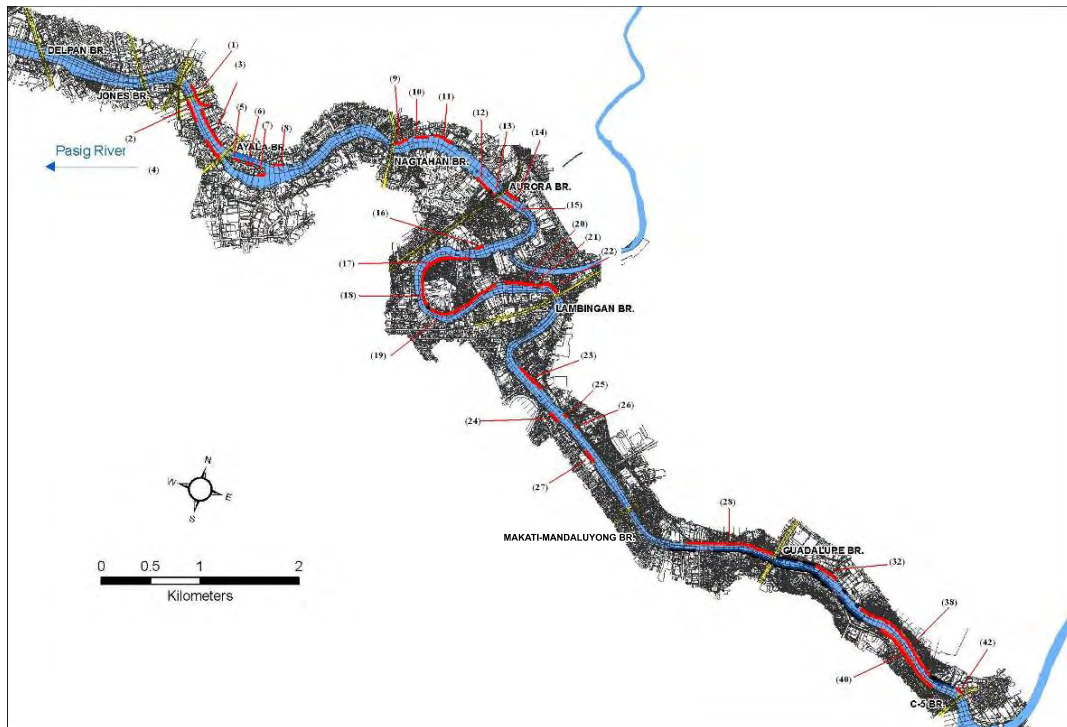 DELPAN BR.
JONES BR.
(1)
(3)
(2)
(4)
(5)
(6)
(7)
(8)
AYALA BR.
Pasig River
(9)
(10)
(11)
(12)
(13)
(14)
NAGTAHAN BR.
AURORA BR.
(15)
(16)
(20)
(21)
(22)
(17)
(18)
(19)
LAMBINGAN BR.
(23)
(25)
(24)
(26)
(27)
N
W
E
S
0 0.5 1 2
Kilometers
MAKATI-MANDALUYONG BR.
(28)
GUADALUPE BR.
(32)
(38)
(40)
(42)
C-5 BR.